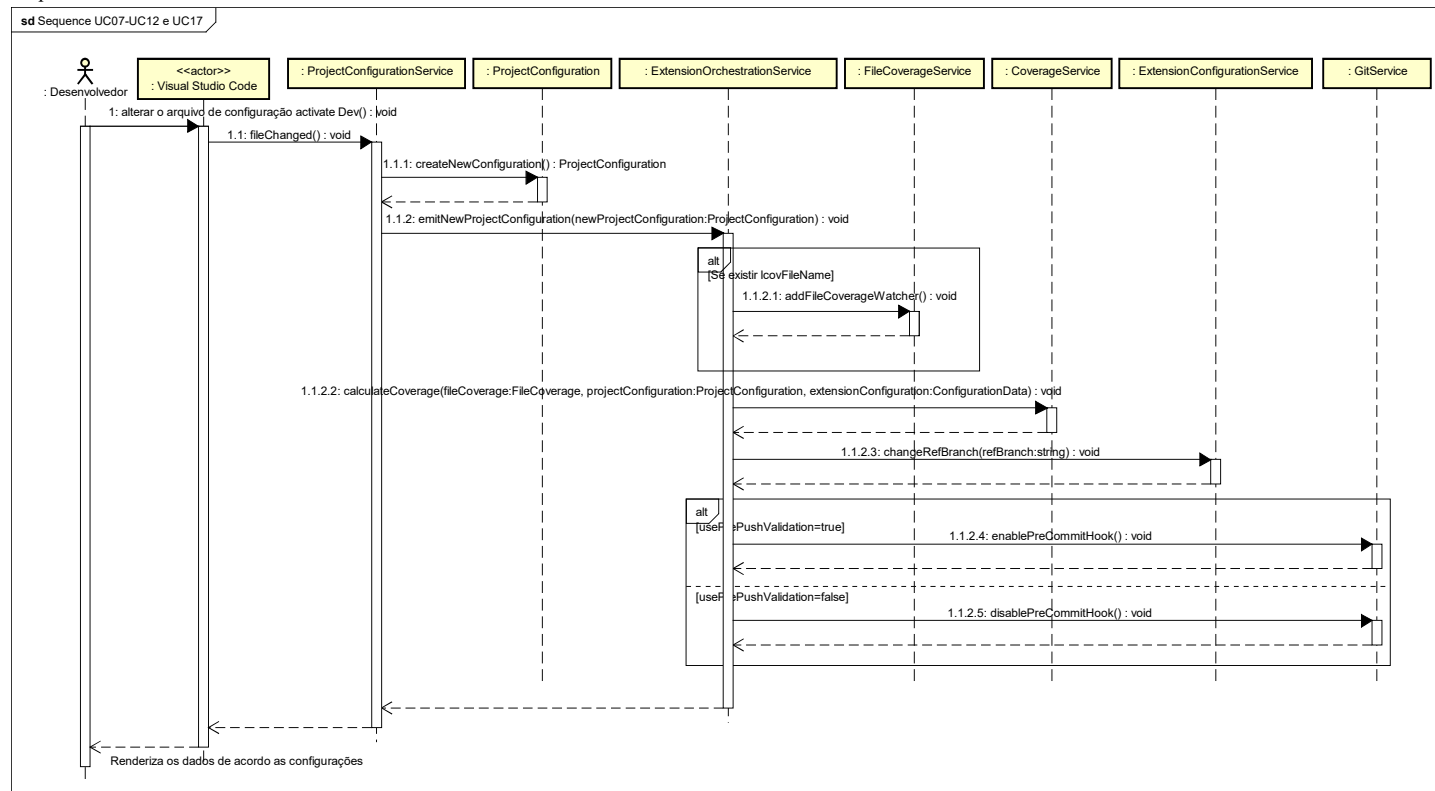 sd Sequence UC07-UC12 e UC17
: Desenvolvedor
<<actor>>
: Visual Studio Code
: ProjectConfigurationService
: ProjectConfiguration
: ExtensionOrchestrationService
: FileCoverageService
: CoverageService
: ExtensionConfigurationService
: GitService
1: alterar o arquivo de configuração activate Dev() : void
1.1: fileChanged() : void
1.1.1: createNewConfiguration() : ProjectConfiguration
1.1.2: emitNewProjectConfiguration(newProjectConfiguration:ProjectConfiguration) : void
alt
[Se existir lcovFileName]
1.1.2.1: addFileCoverageWatcher() : void
1.1.2.2: calculateCoverage(fileCoverage:FileCoverage, projectConfiguration:ProjectConfiguration, extensionConfiguration:ConfigurationData) : void
1.1.2.3: changeRefBranch(refBranch:string) : void
alt
[usePrePushValidation=true]
1.1.2.4: enablePreCommitHook() : void
[usePrePushValidation=false]
1.1.2.5: disablePreCommitHook() : void
Renderiza os dados de acordo as configurações